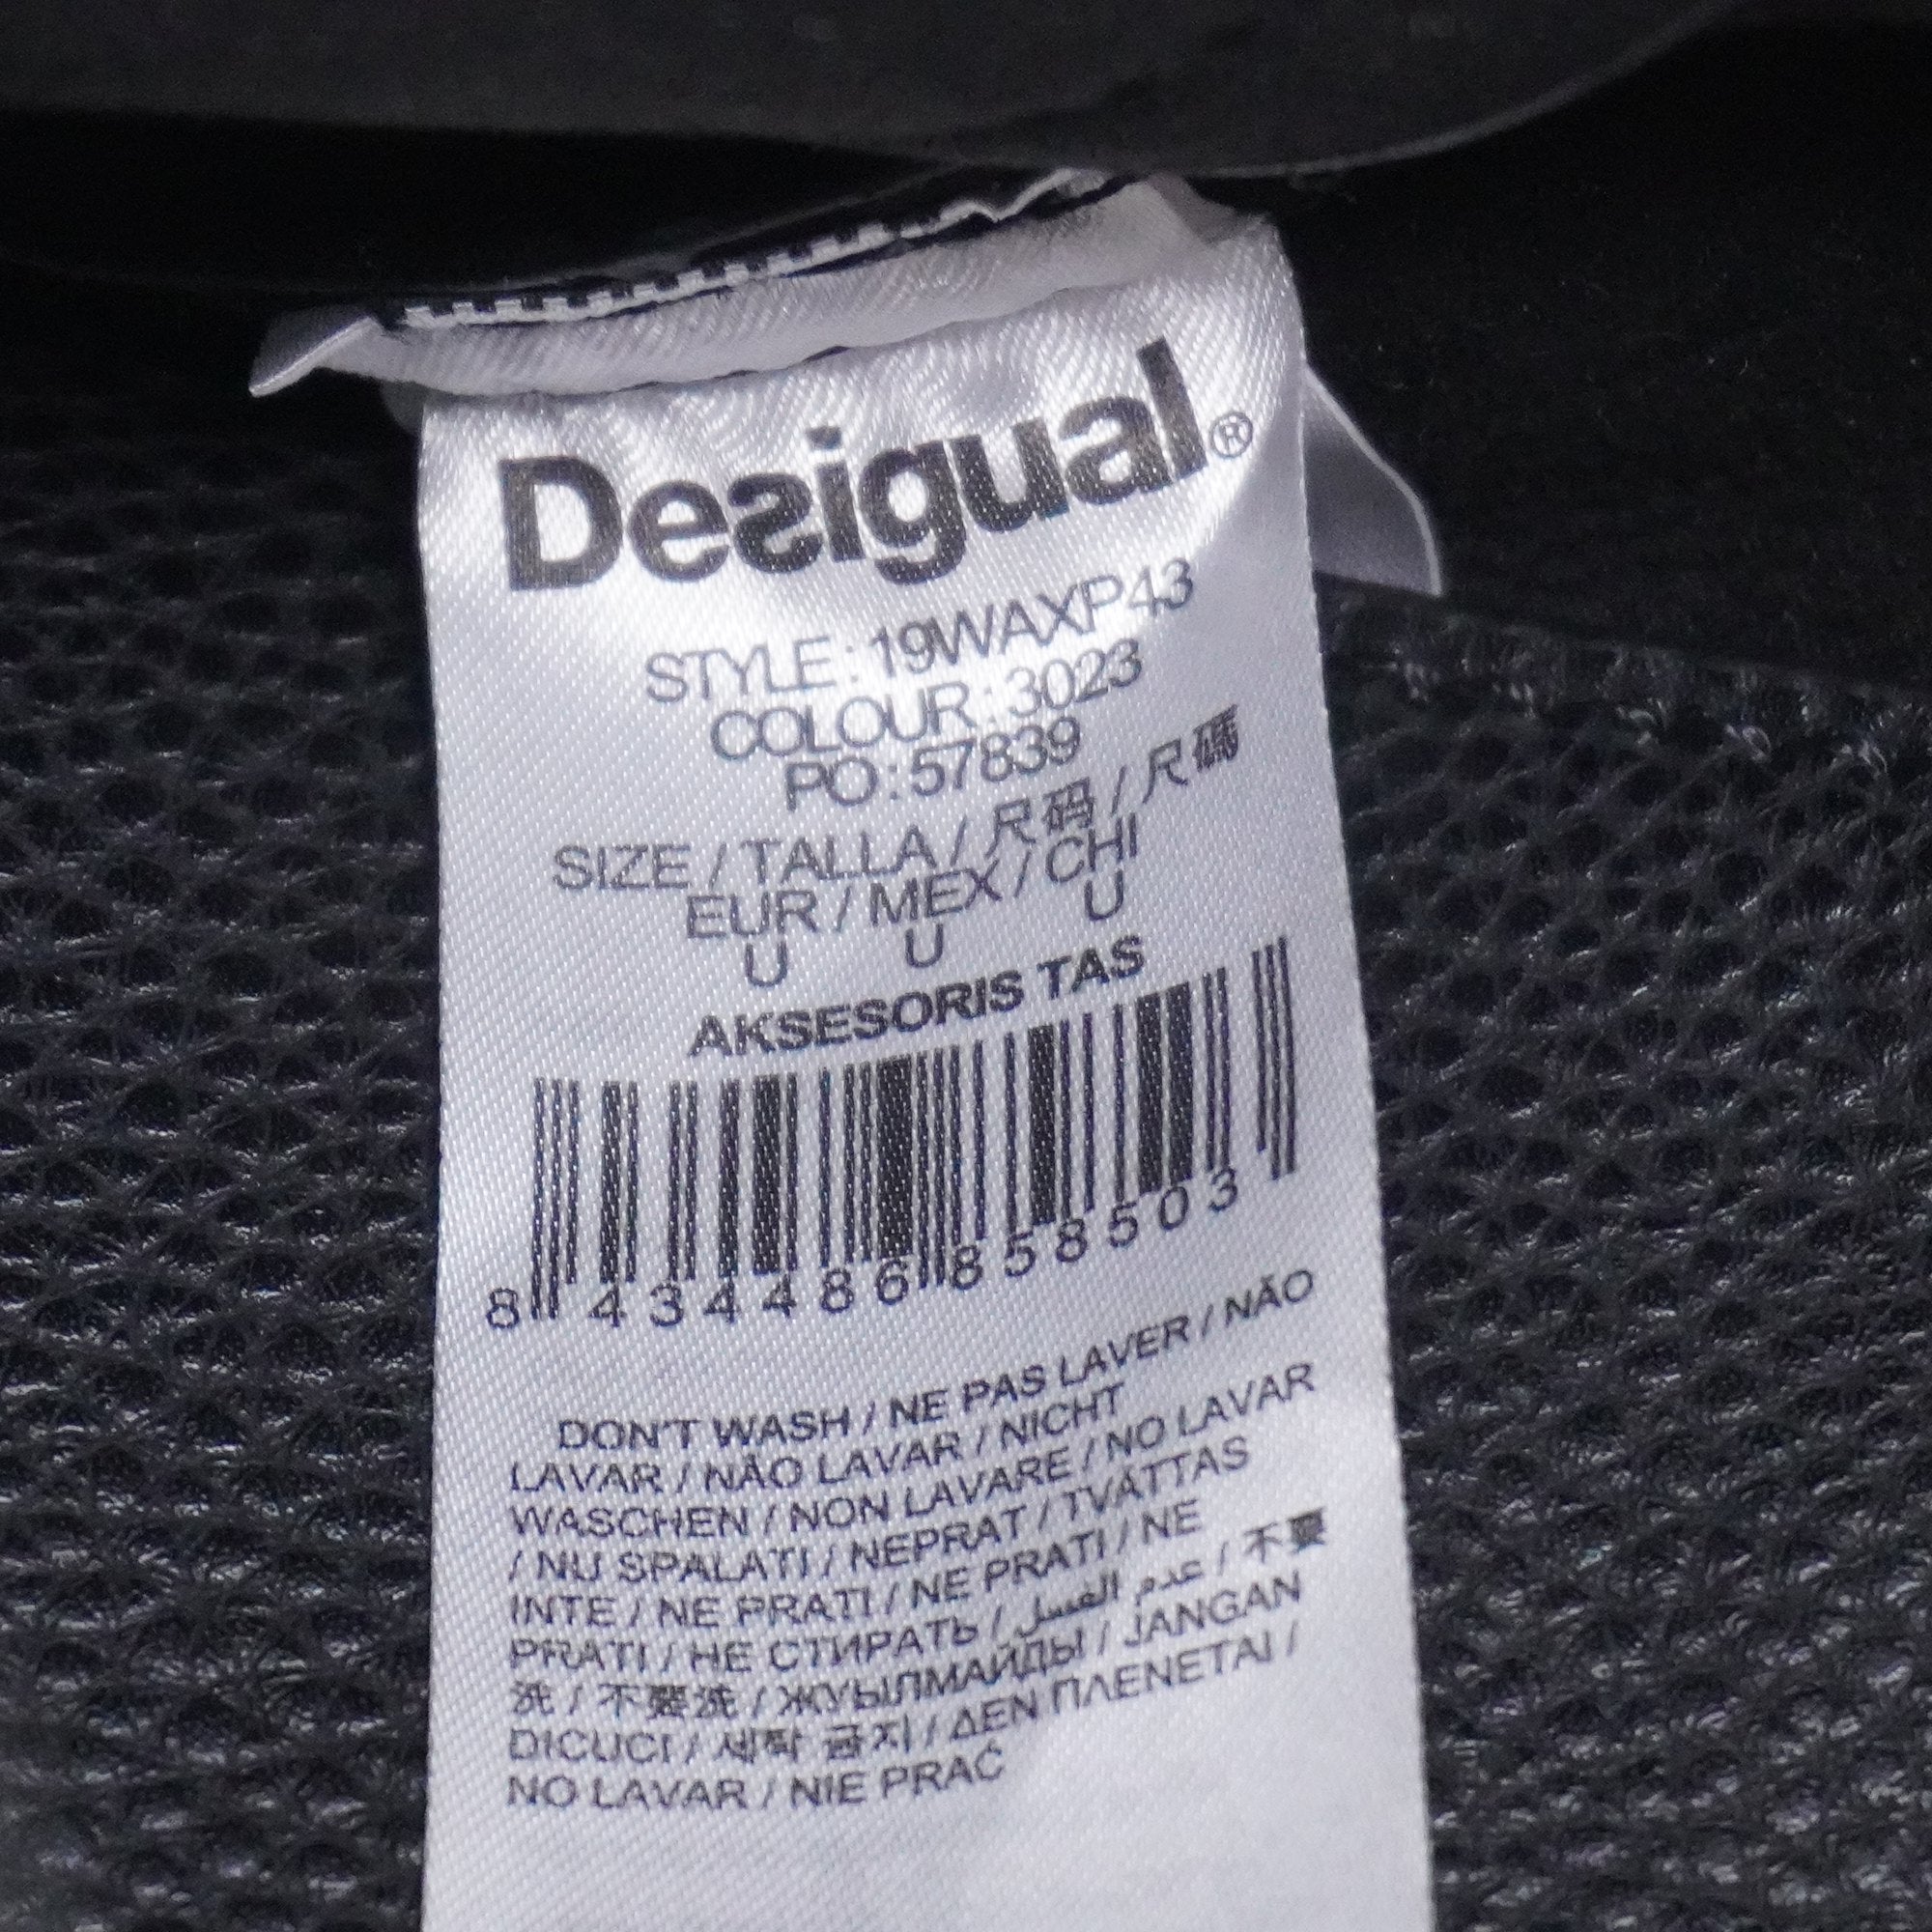 Desigual®
STYLE : 19WAXP43
COLOUR : 3023
PO : 57839
SIZE / TALLA / 尺码 / 尺碼
EUR / MEX / CHI
U U U
AKSESORIS TAS
8 434486 858503
DON'T WASH / NE PAS LAVER / NÃO
LAVAR / NÃO LAVAR / NICHT
WASCHEN / NON LAVARE / NO LAVAR
/ NU SPALATI / NEPRAT / TVÄTTAS
INTE / NE PRATI / NE PRATI / NE
PRATI / НЕ СТИРАТЬ / عدم الغسل / 不要
洗 / 不要洗 / ЖУЫЛМАЙДЫ / JANGAN
DICUCI / 세탁 금지 / ΔΕΝ ΠΛΕΝΕΤΑΙ /
NO LAVAR / NIE PRAĆ